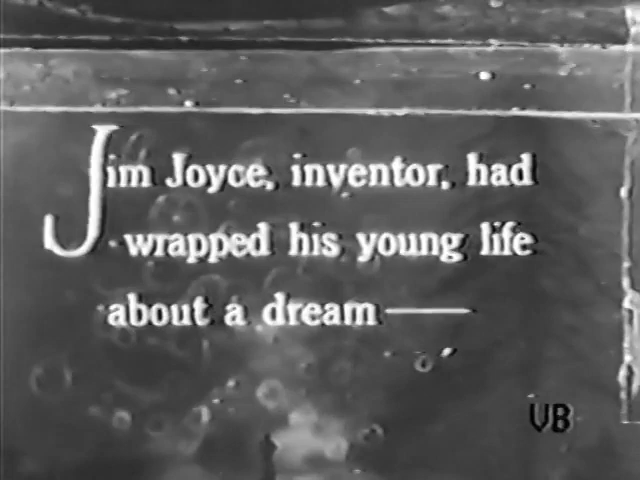 Jim Joyce, inventor, had
wrapped his young life
about a dream——
VB